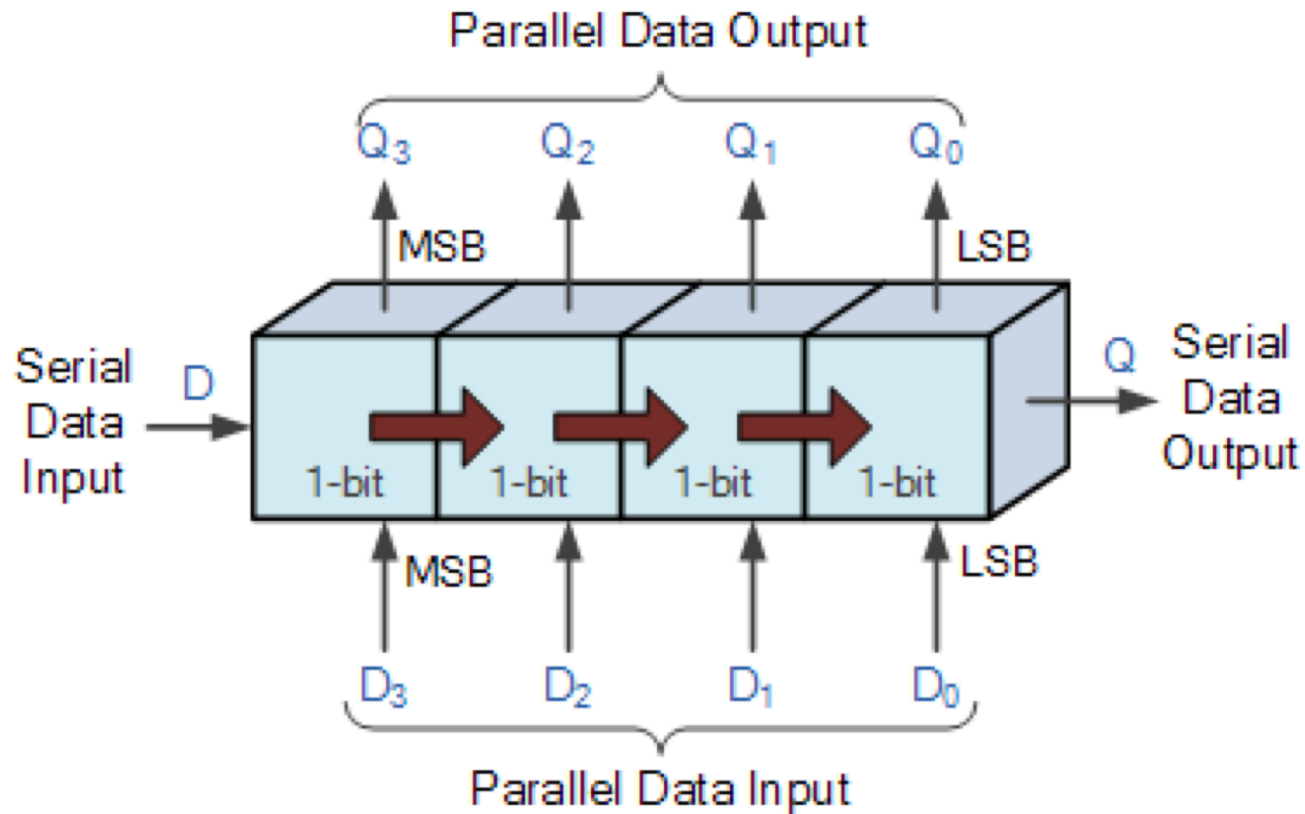 Parallel Data Output
Q₃ Q₂ Q₁ Q₀
MSB LSB
Serial
Data
Input
D
Q
Serial
Data
Output
1-bit 1-bit 1-bit 1-bit
MSB LSB
D₃ D₂ D₁ D₀
Parallel Data Input